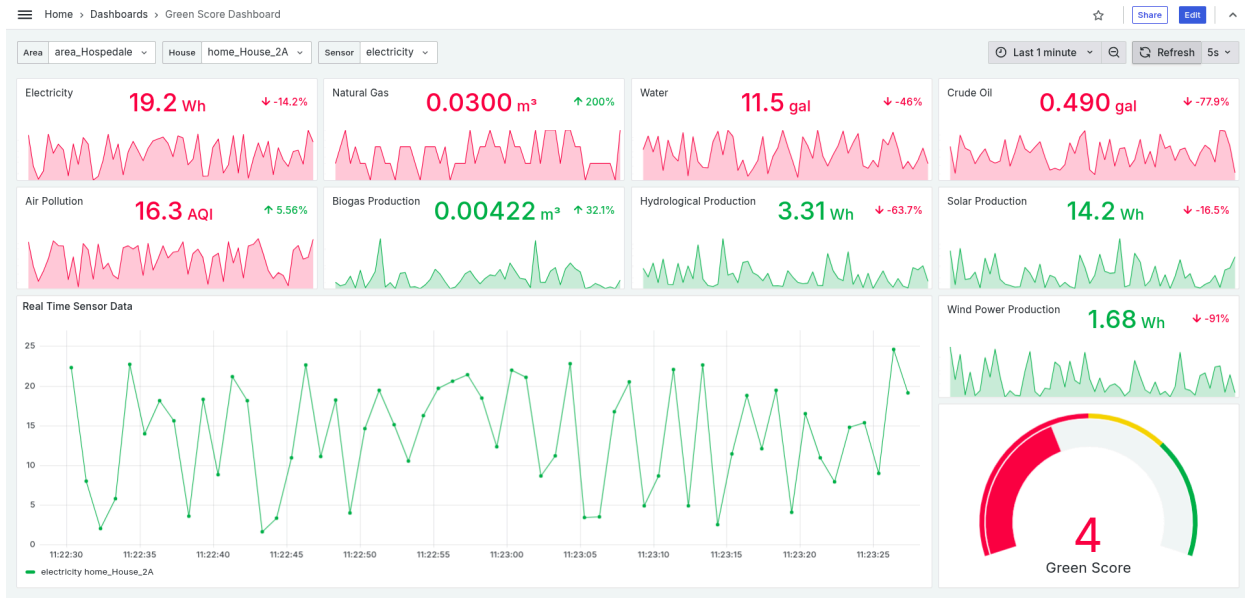 Home › Dashboards › Green Score Dashboard
Share
Edit
Area area_Hospedale
House home_House_2A
Sensor electricity
Last 1 minute
Refresh 5s
Electricity
19.2 Wh
-14.2%
Natural Gas
0.0300 m³
200%
Water
11.5 gal
-46%
Crude Oil
0.490 gal
-77.9%
Air Pollution
16.3 AQI
5.56%
Biogas Production
0.00422 m³
32.1%
Hydrological Production
3.31 Wh
-63.7%
Solar Production
14.2 Wh
-16.5%
Real Time Sensor Data
25
20
15
10
5
0
11:22:30 11:22:35 11:22:40 11:22:45 11:22:50 11:22:55 11:23:00 11:23:05 11:23:10 11:23:15 11:23:20 11:23:25
electricity home_House_2A
Wind Power Production
1.68 Wh
-91%
4
Green Score